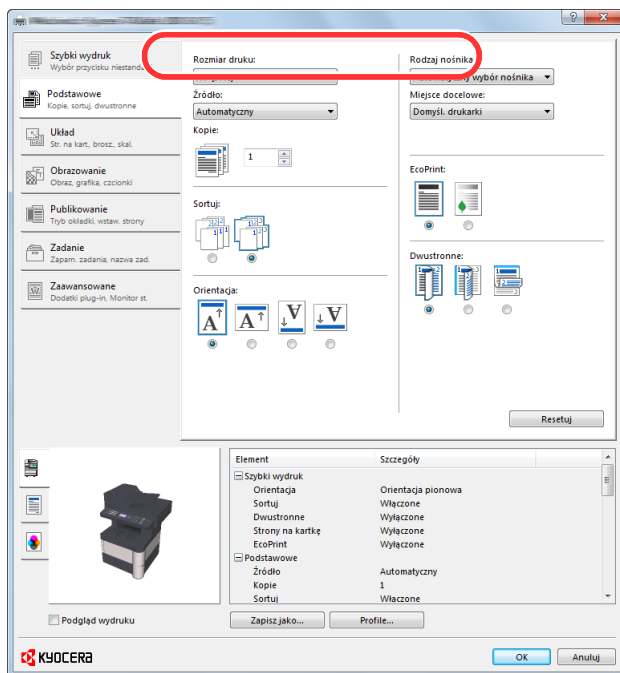 Szybki wydruk
Wybór przycisku niestand.
Podstawowe
Kopie, sortuj, dwustronne
Układ
Str. na kart., brosz., skal.
Obrazowanie
Obraz, grafika, czcionki
Publikowanie
Tryb okładki, wstaw. strony
Zadanie
Zapam. zadania, nazwa zad.
Zaawansowane
Dodatki plug-in, Monitor st.
Rozmiar druku:
Źródło:
Automatyczny
Kopie:
1
Sortuj:
Orientacja:
Rodzaj nośnika
Automatyczny wybór nośnika
Miejsce docelowe:
Domyśl. drukarki
EcoPrint:
Dwustronne:
Resetuj
Element Szczegóły
Szybki wydruk
Orientacja Orientacja pionowa
Sortuj Włączone
Dwustronne Wyłączone
Strony na kartkę Wyłączone
EcoPrint Wyłączone
Podstawowe
Źródło Automatyczny
Kopie 1
Sortuj Włączone
Podgląd wydruku
Zapisz jako... Profile...
KYOCERA
OK Anuluj